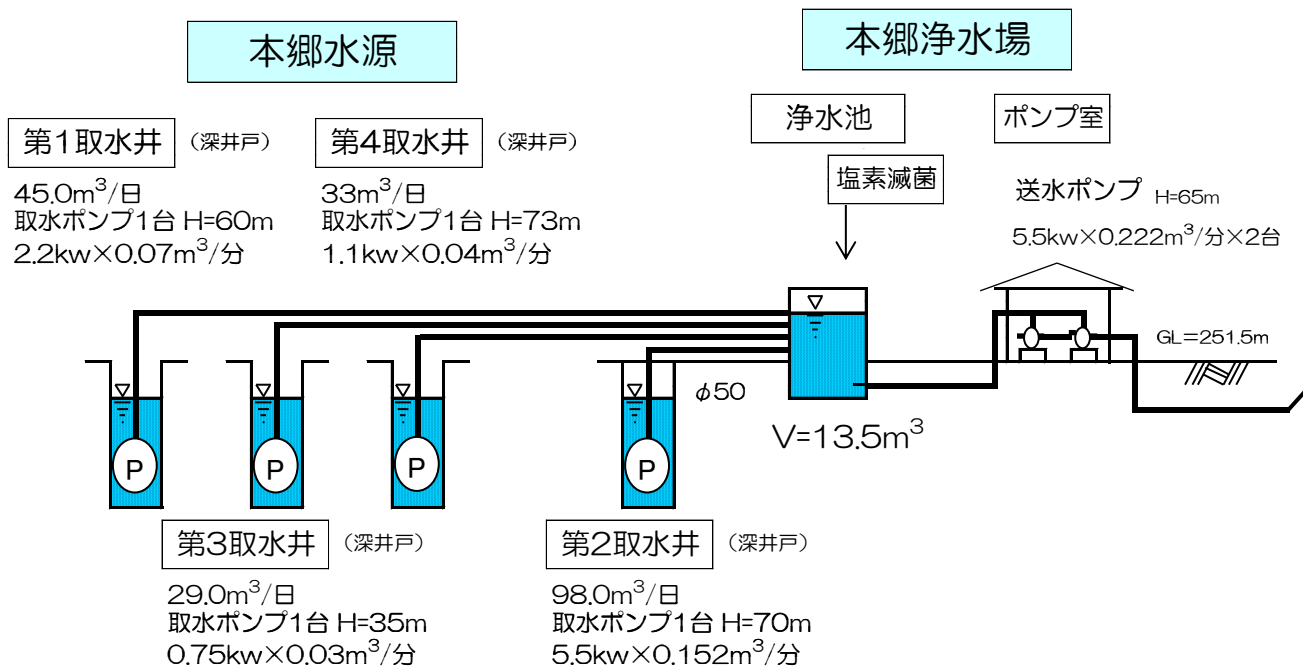 本郷水源
本郷浄水場
第1取水井 (深井戸)
45.0m³/日
取水ポンプ1台 H=60m
2.2kw×0.07m³/分
第4取水井 (深井戸)
33m³/日
取水ポンプ1台 H=73m
1.1kw×0.04m³/分
浄水池
塩素滅菌
ポンプ室
送水ポンプ H=65m
5.5kw×0.222m³/分×2台
GL=251.5m
φ50
V=13.5m³
P
P
P
P
第3取水井 (深井戸)
29.0m³/日
取水ポンプ1台 H=35m
0.75kw×0.03m³/分
第2取水井 (深井戸)
98.0m³/日
取水ポンプ1台 H=70m
5.5kw×0.152m³/分